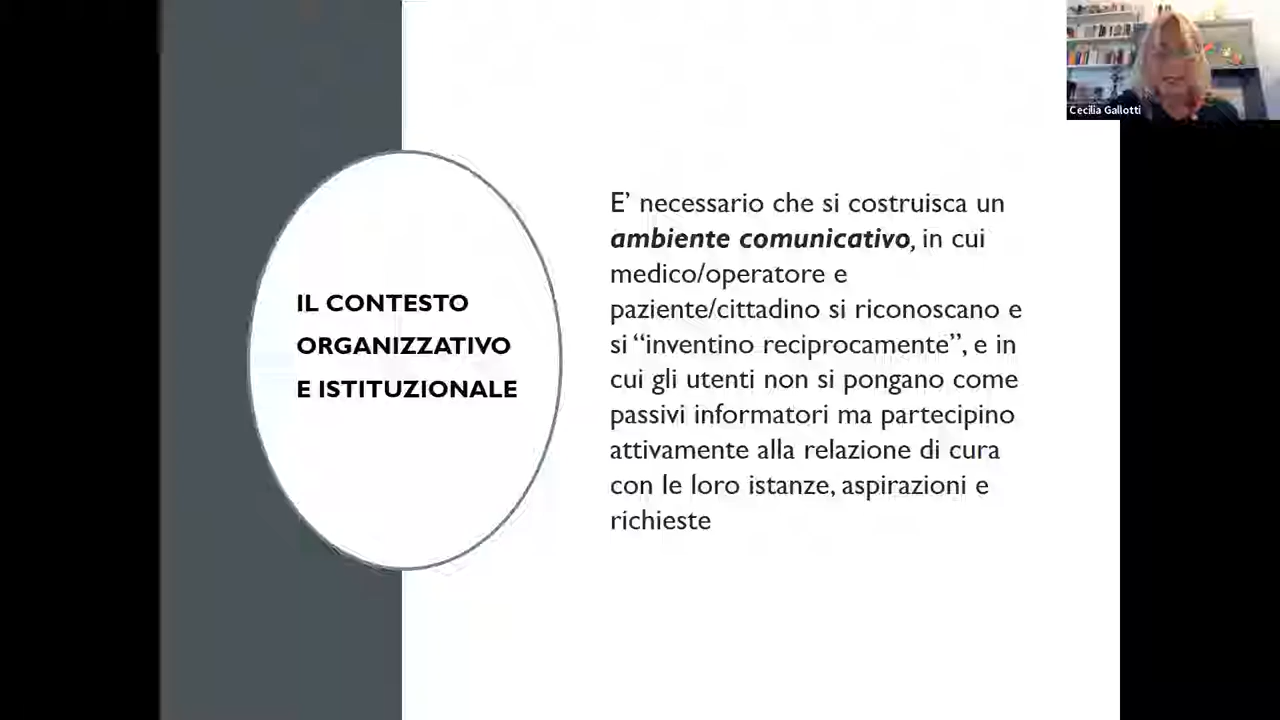 Cecilia Gallotti
IL CONTESTO
ORGANIZZATIVO
E ISTITUZIONALE
E’ necessario che si costruisca un
ambiente comunicativo, in cui
medico/operatore e
paziente/cittadino si riconoscano e
si “inventino reciprocamente”, e in
cui gli utenti non si pongano come
passivi informatori ma partecipino
attivamente alla relazione di cura
con le loro istanze, aspirazioni e
richieste